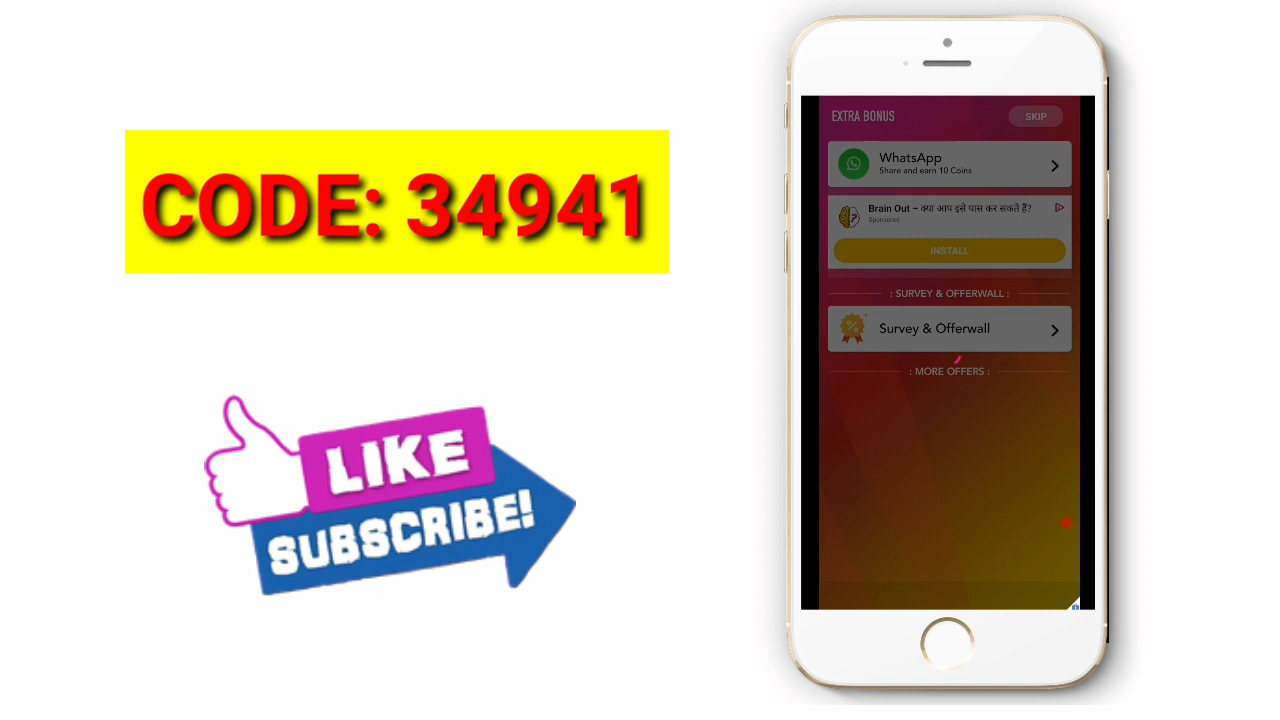 CODE: 34941
LIKE
SUBSCRIBE!
EXTRA BONUS
SKIP
WhatsApp
Share and earn 10 Coins
Brain Out – क्या आप इसे पास कर सकते हैं?
Sponsored
INSTALL
: SURVEY & OFFERWALL :
Survey & Offerwall
: MORE OFFERS :